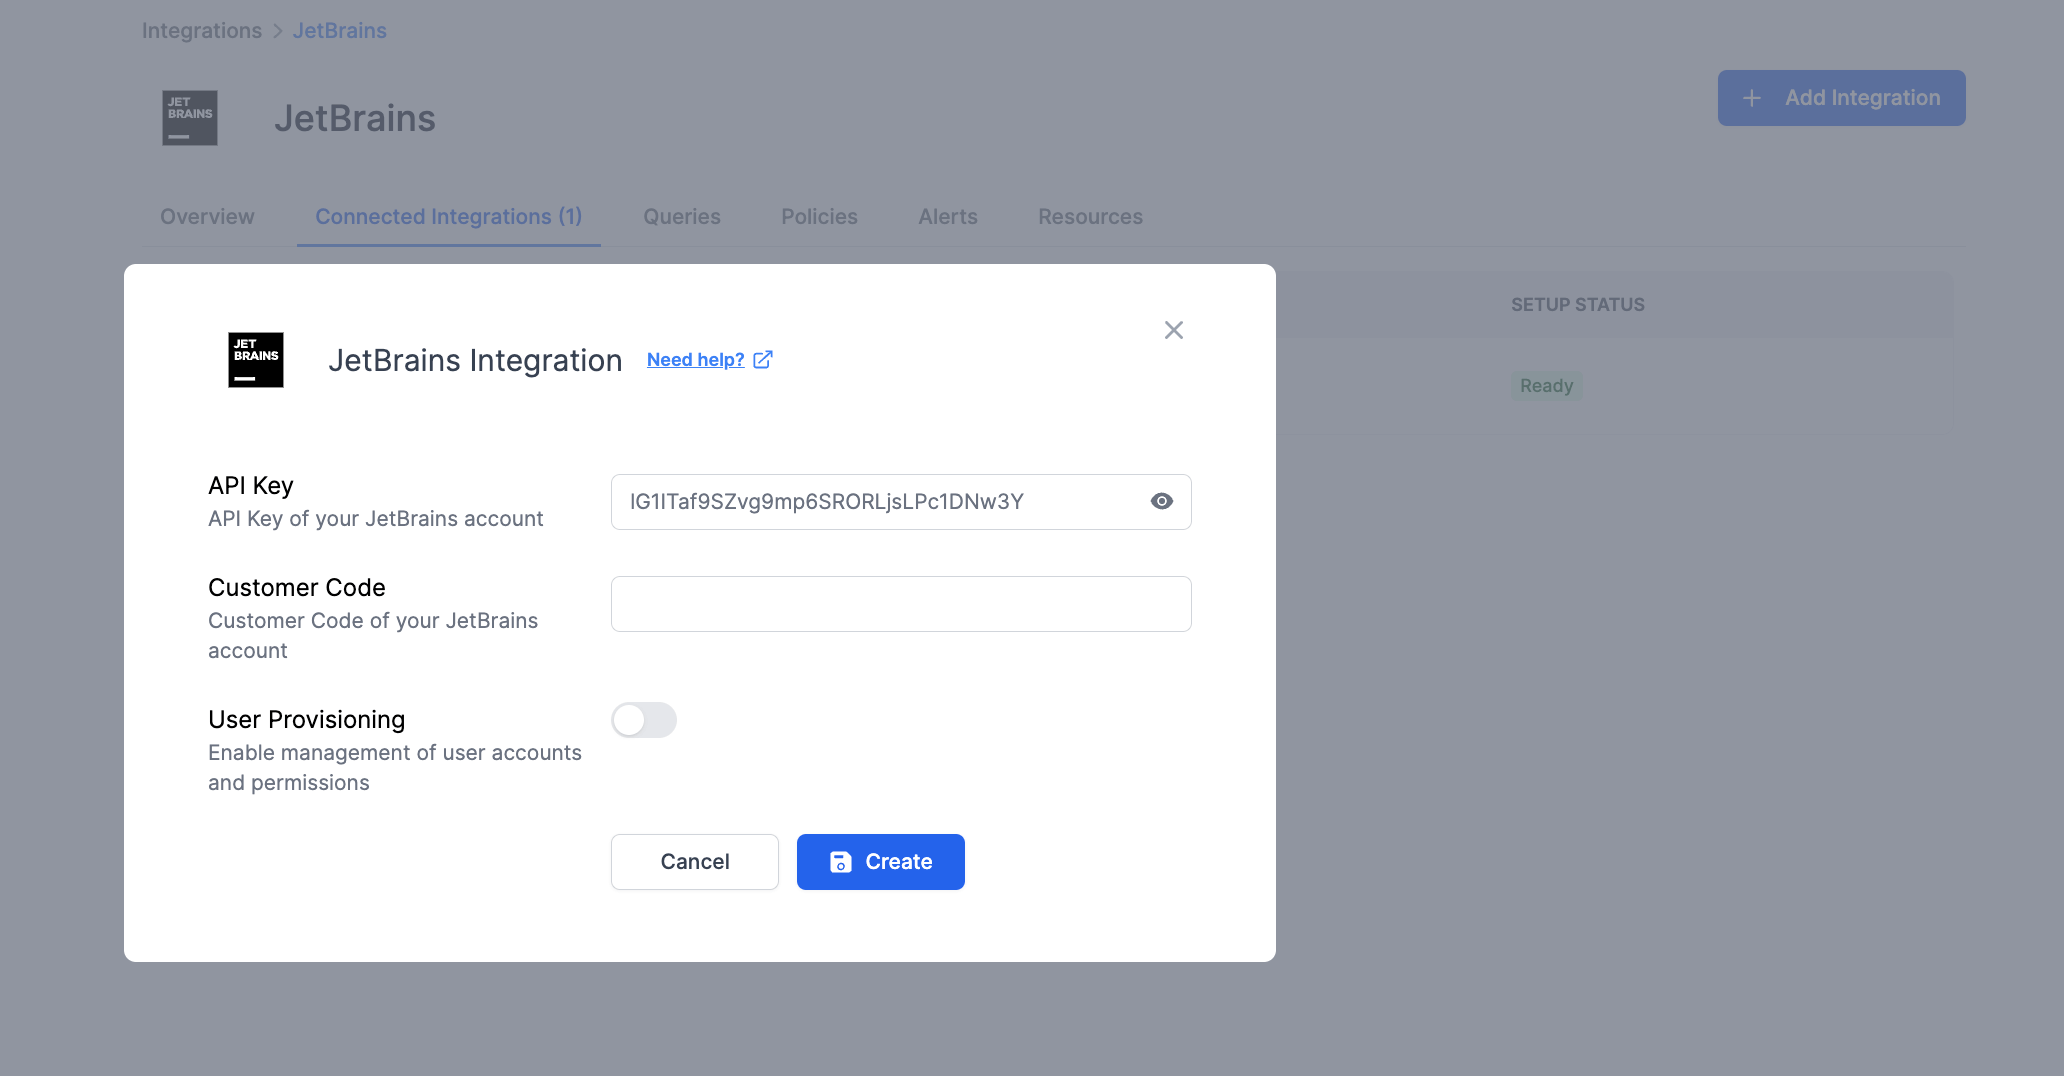 Integrations > JetBrains
JET
BRAINS
JetBrains
+ Add Integration
Overview
Connected Integrations (1)
Queries
Policies
Alerts
Resources
SETUP STATUS
Ready
JET
BRAINS
JetBrains Integration
Need help?
API Key
API Key of your JetBrains account
IG1ITaf9SZvg9mp6SRORLjsLPc1DNw3Y
Customer Code
Customer Code of your JetBrains
account
User Provisioning
Enable management of user accounts
and permissions
Cancel
Create